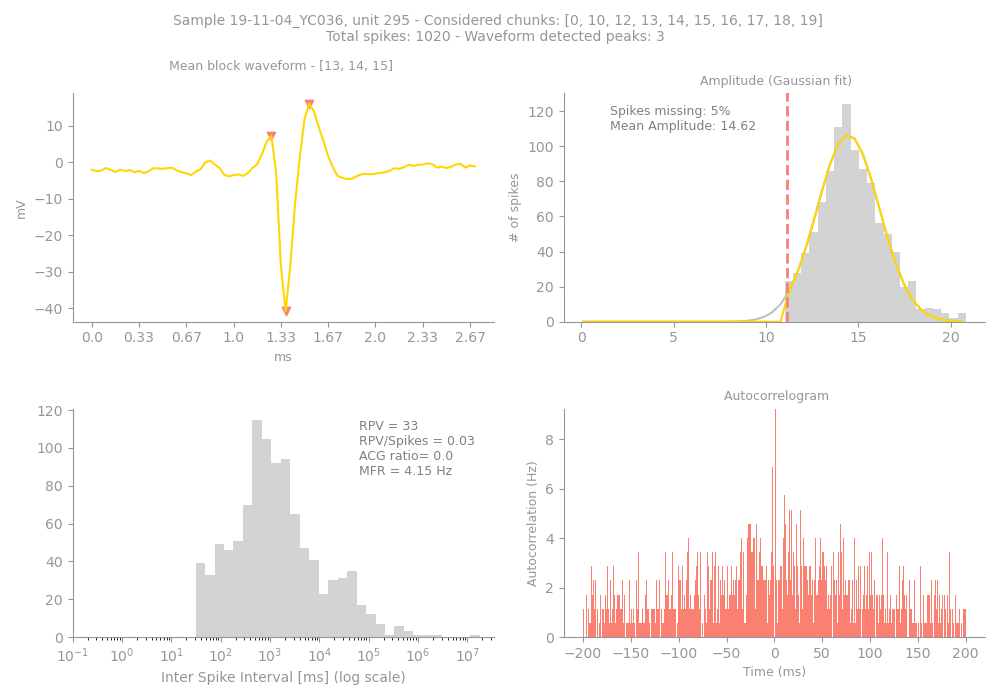 Sample 19-11-04_YC036, unit 295 - Considered chunks: [0, 10, 12, 13, 14, 15, 16, 17, 18, 19]
Total spikes: 1020 - Waveform detected peaks: 3
Mean block waveform - [13, 14, 15]
10
0
−10
−20
−30
−40
mV
0.0 0.33 0.67 1.0 1.33 1.67 2.0 2.33 2.67
ms
Amplitude (Gaussian fit)
Spikes missing: 5%
Mean Amplitude: 14.62
120
100
80
60
40
20
0
# of spikes
0 5 10 15 20
120
100
80
60
40
20
0
RPV = 33
RPV/Spikes = 0.03
ACG ratio= 0.0
MFR = 4.15 Hz
10⁻¹ 10⁰ 10¹ 10² 10³ 10⁴ 10⁵ 10⁶ 10⁷
Inter Spike Interval [ms] (log scale)
Autocorrelogram
8
6
4
2
0
Autocorrelation (Hz)
−200 −150 −100 −50 0 50 100 150 200
Time (ms)